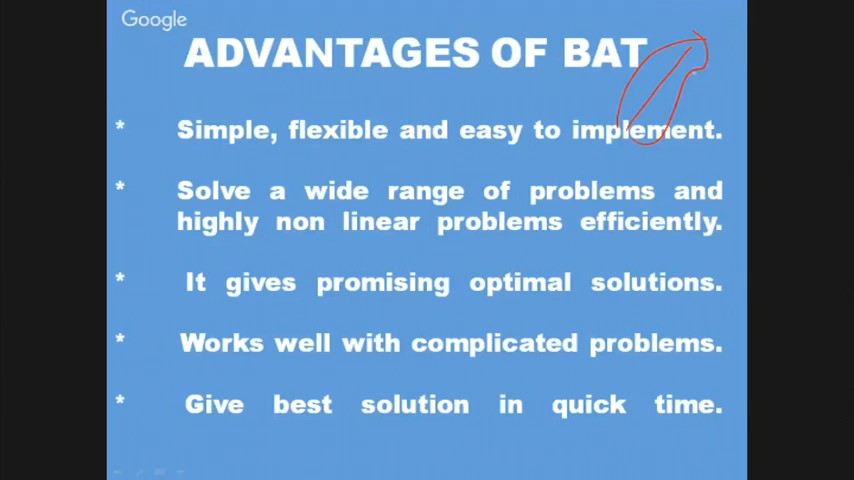 Google
ADVANTAGES OF BAT
* Simple, flexible and easy to implement.
* Solve a wide range of problems and
highly non linear problems efficiently.
* It gives promising optimal solutions.
* Works well with complicated problems.
* Give best solution in quick time.